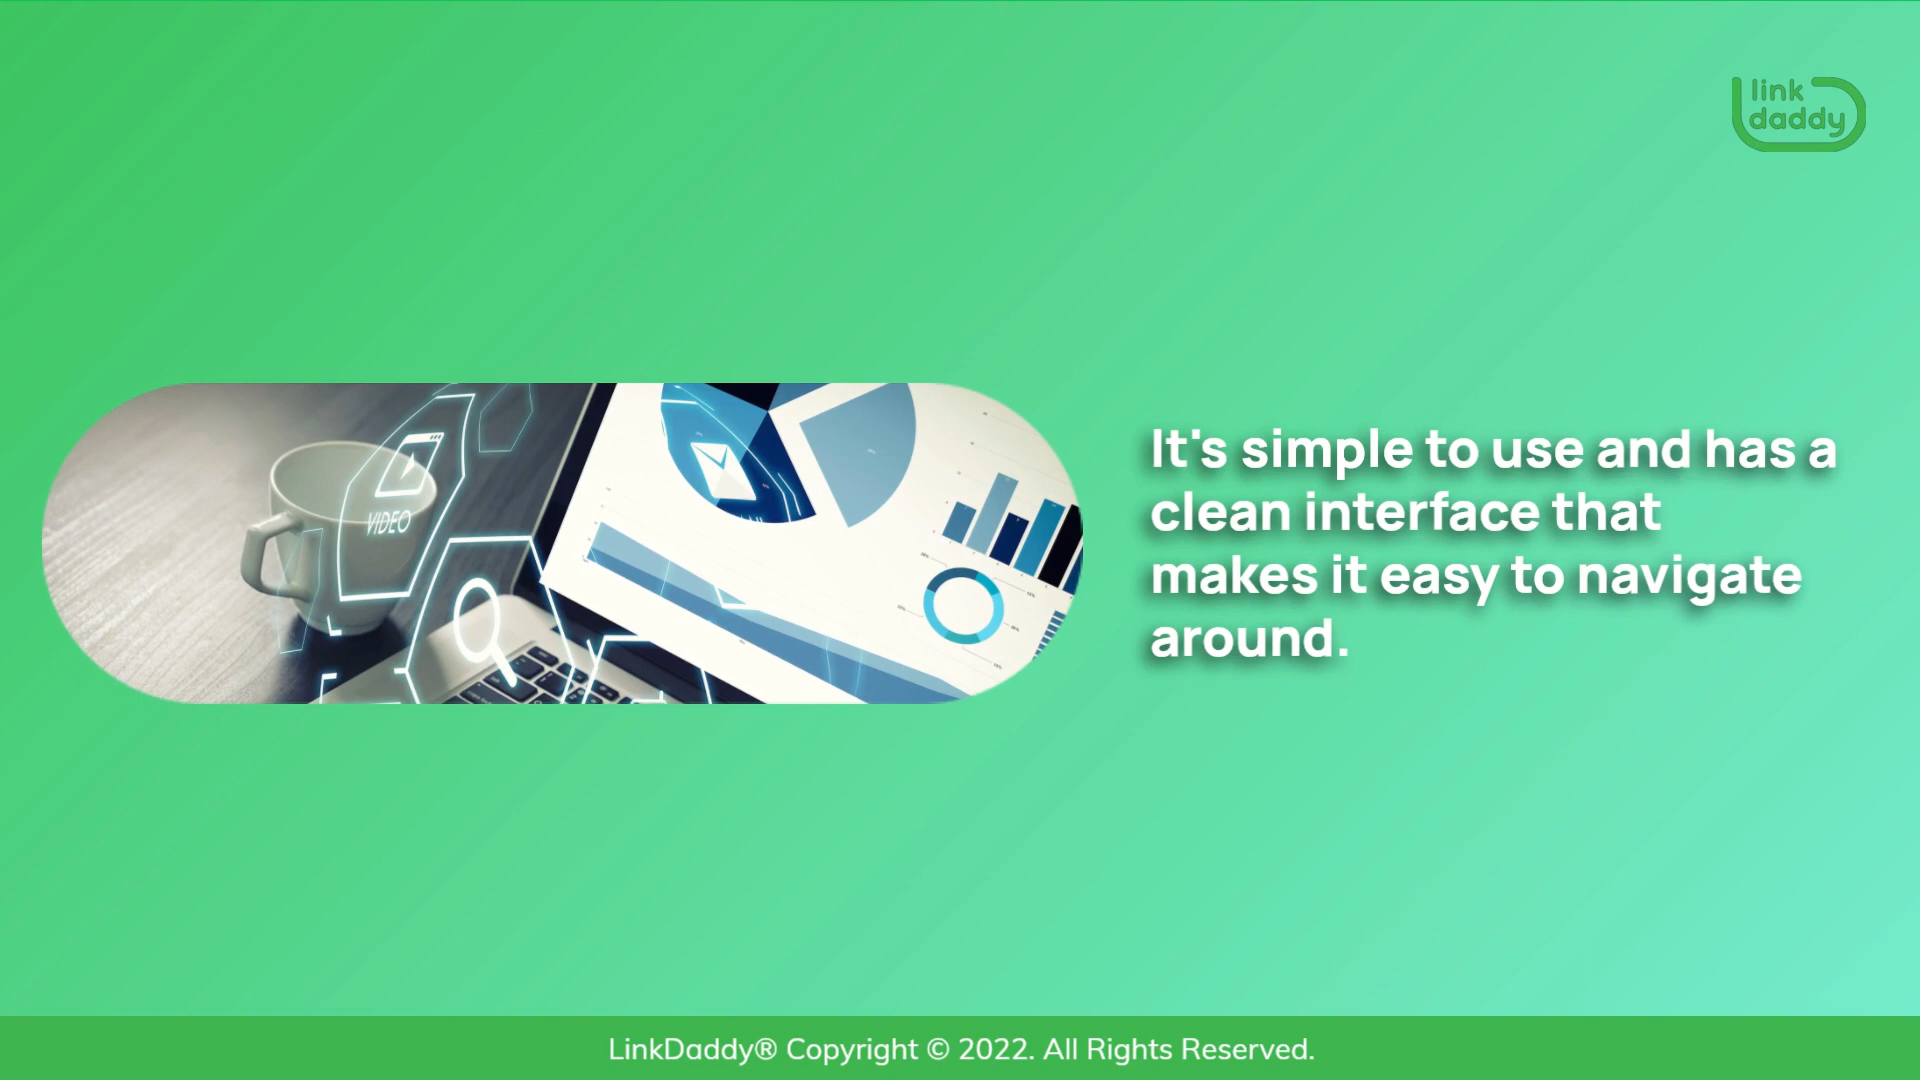 link
daddy
VIDEO
It's simple to use and has a
clean interface that
makes it easy to navigate
around.
LinkDaddy® Copyright © 2022. All Rights Reserved.